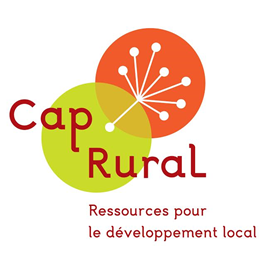 Cap
Rural
Ressources pour
le développement local